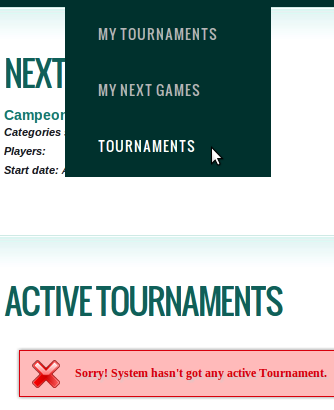 MY TOURNAMENTS
MY NEXT GAMES
TOURNAMENTS
NEXT
Categories
Players:
Start date:
ACTIVE TOURNAMENTS
Sorry! System hasn't got any active Tournament.